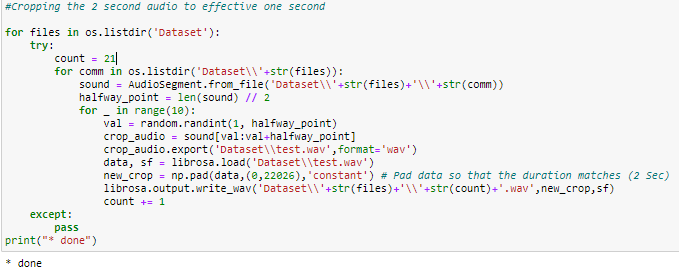 #Cropping the 2 second audio to effective one second
for files in os.listdir('Dataset'):
    try:
        count = 21
        for comm in os.listdir('Dataset\\'+str(files)):
            sound = AudioSegment.from_file('Dataset\\'+str(files)+'\\'+str(comm))
            halfway_point = len(sound) // 2
            for _ in range(10):
                val = random.randint(1, halfway_point)
                crop_audio = sound[val:val+halfway_point]
                crop_audio.export('Dataset\\test.wav',format='wav')
                data, sf = librosa.load('Dataset\\test.wav')
                new_crop = np.pad(data,(0,22026),'constant') # Pad data so that the duration matches (2 Sec)
                librosa.output.write_wav('Dataset\\'+str(files)+'\\'+str(count)+'.wav',new_crop,sf)
                count += 1
    except:
        pass
print("* done")
* done